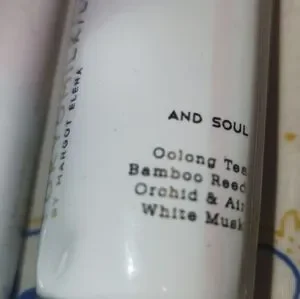 BY MARGOT ELENA
AND SOUL
Oolong Tea
Bamboo Reed
Orchid & Air
White Musk